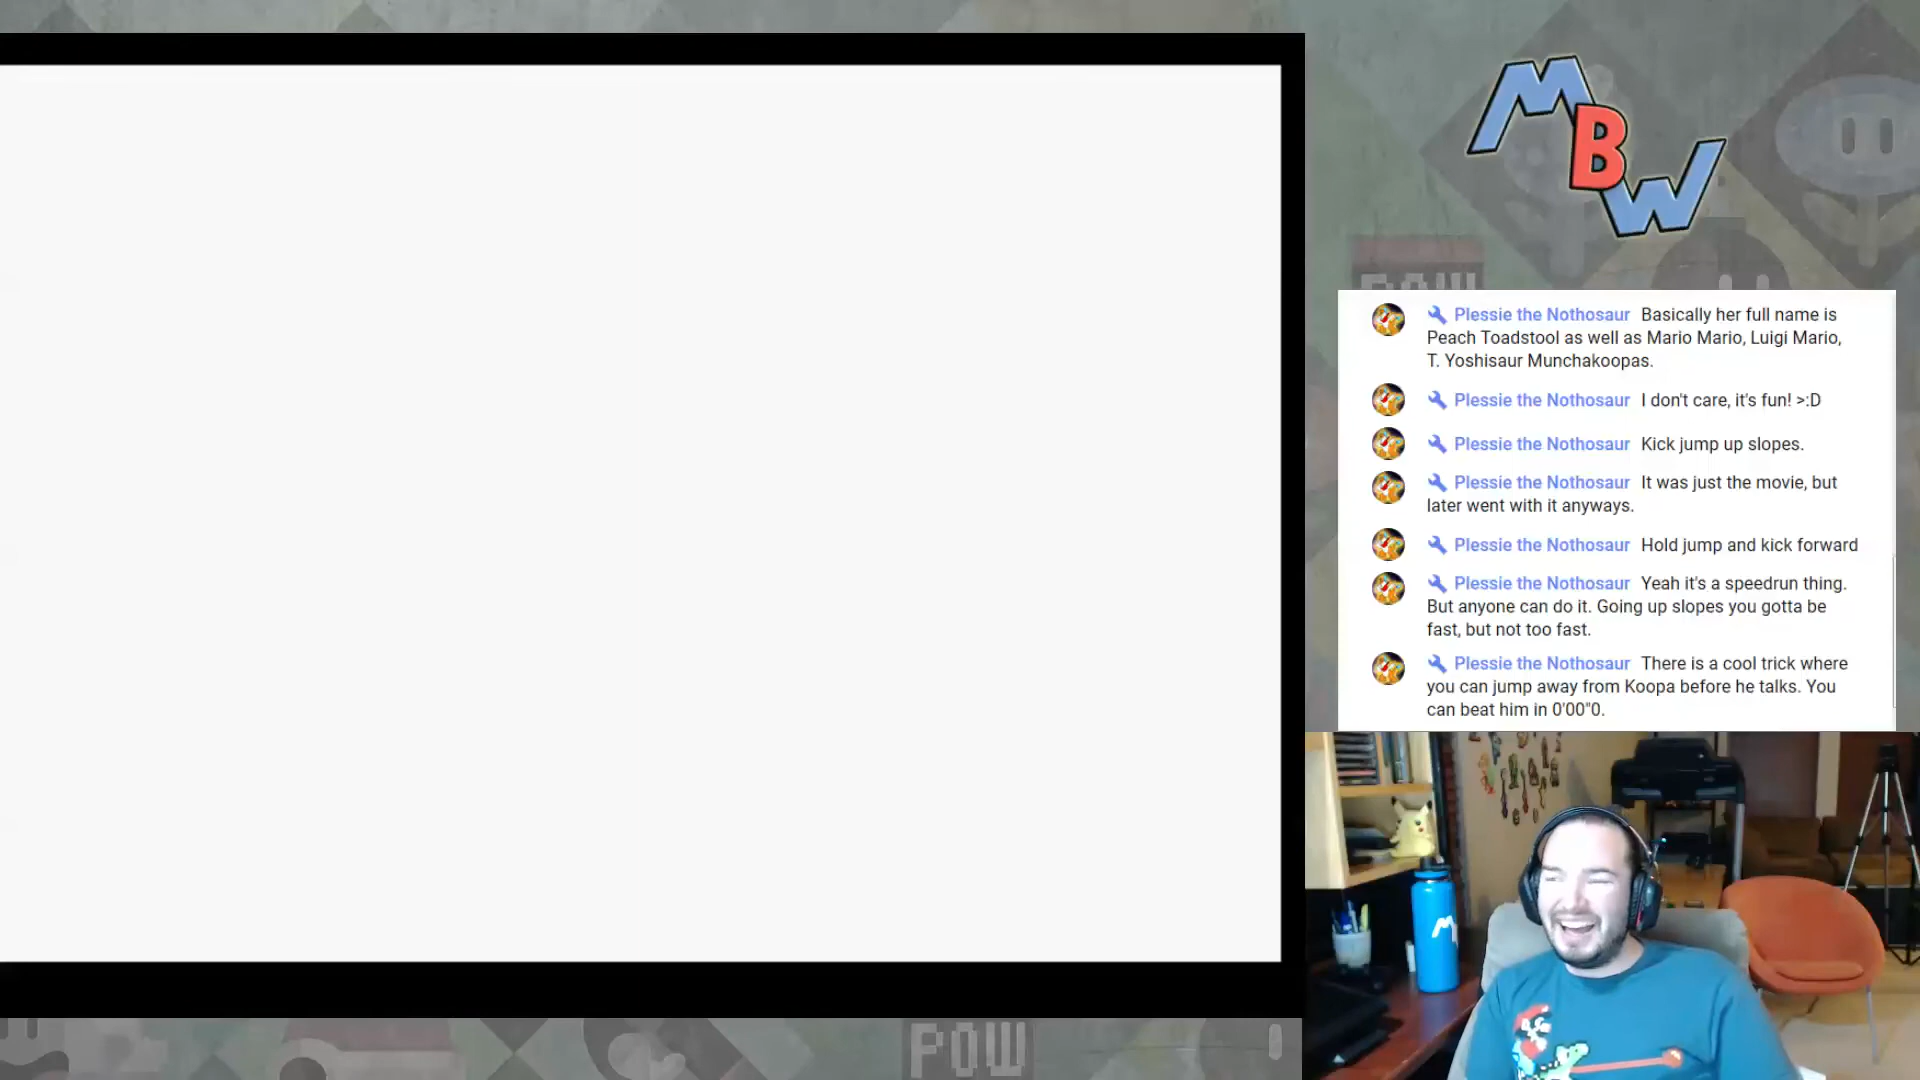 MBW
POW
Plessie the Nothosaur Basically her full name is
Peach Toadstool as well as Mario Mario, Luigi Mario,
T. Yoshisaur Munchakoopas.
Plessie the Nothosaur I don't care, it's fun! >:D
Plessie the Nothosaur Kick jump up slopes.
Plessie the Nothosaur It was just the movie, but
later went with it anyways.
Plessie the Nothosaur Hold jump and kick forward
Plessie the Nothosaur Yeah it's a speedrun thing.
But anyone can do it. Going up slopes you gotta be
fast, but not too fast.
Plessie the Nothosaur There is a cool trick where
you can jump away from Koopa before he talks. You
can beat him in 0'00"0.
M
POW